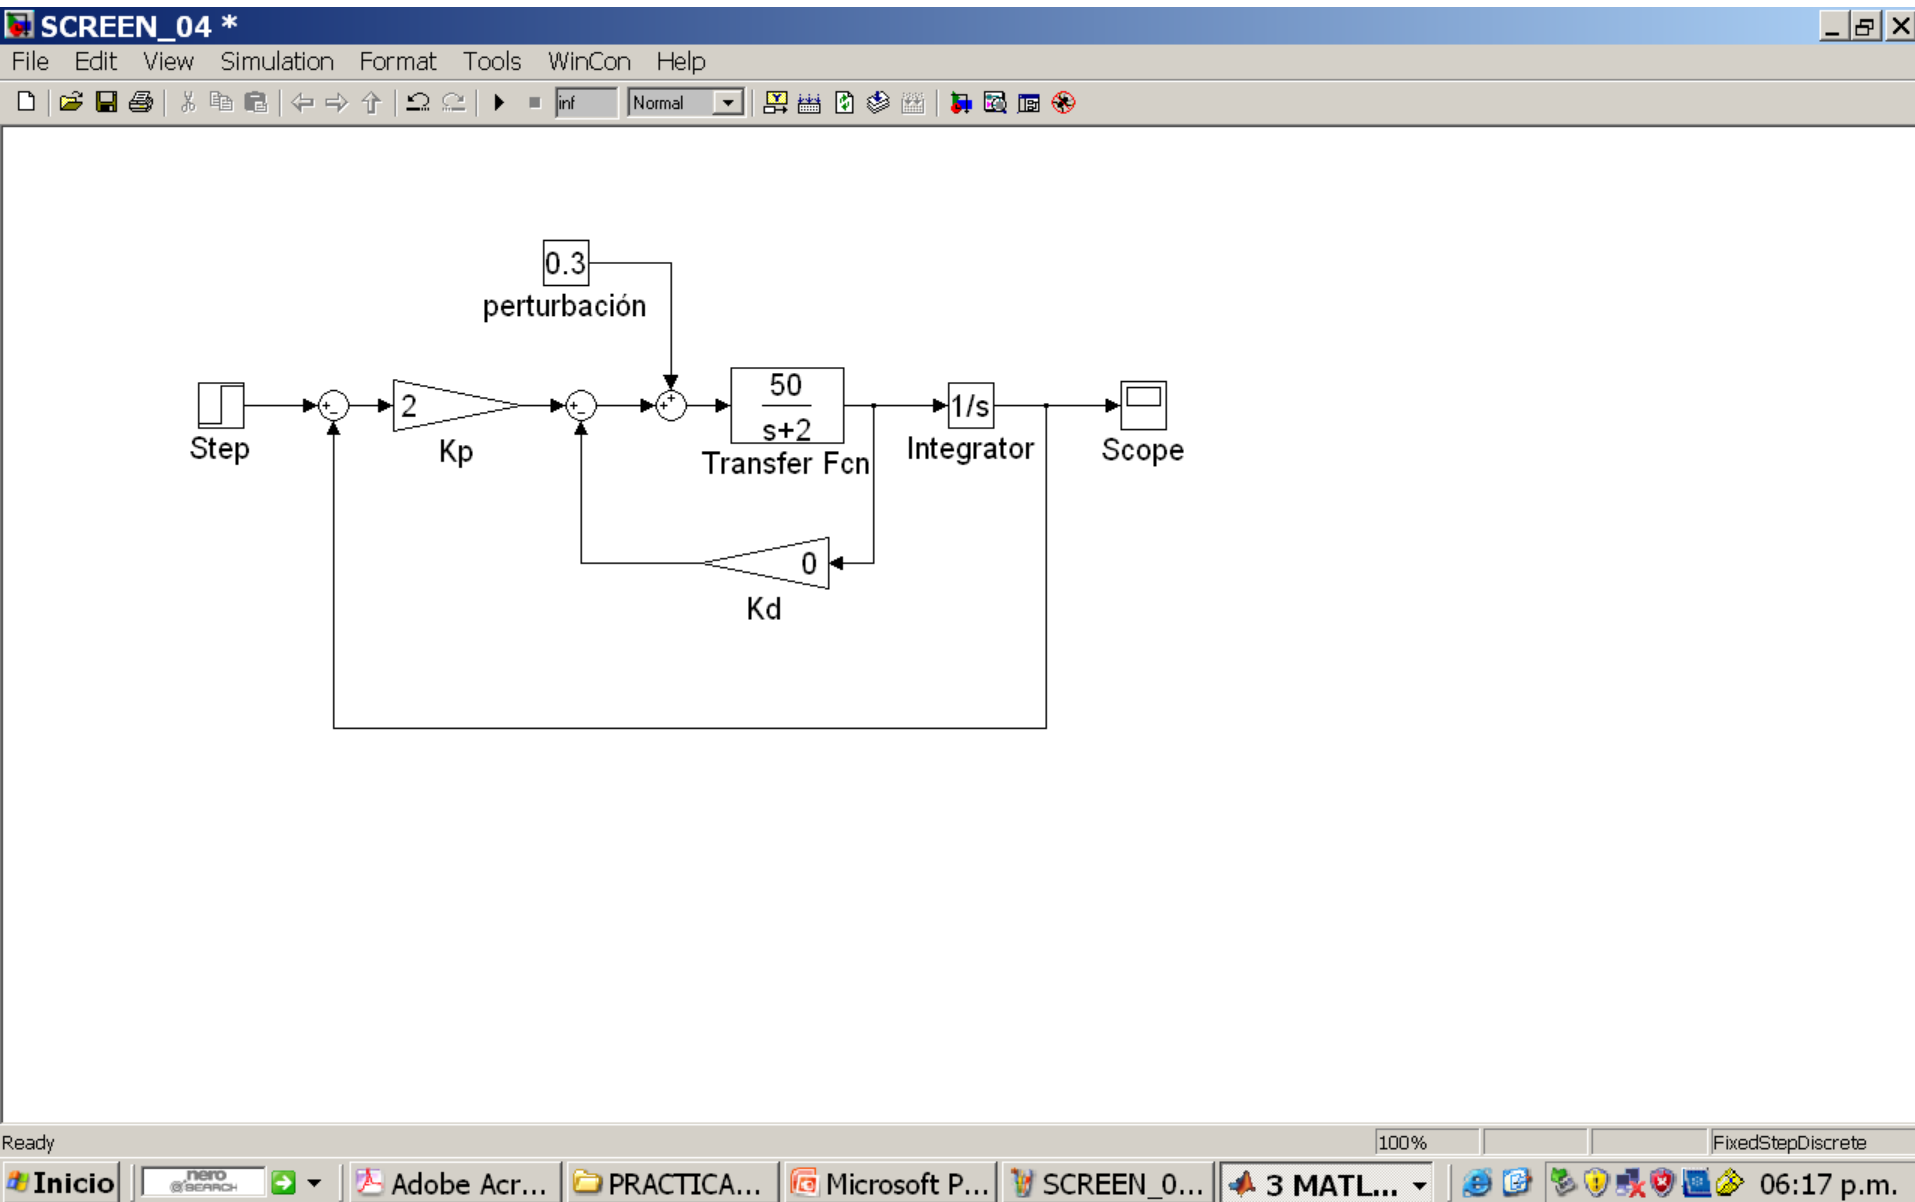 SCREEN_04 *
File Edit View Simulation Format Tools WinCon Help
inf Normal
0.3
perturbación
Step
+-
2
Kp
+-
++
50
s+2
Transfer Fcn
1/s
Integrator
Scope
0
Kd
Ready 100% FixedStepDiscrete
Inicio nero SEARCH Adobe Acr... PRACTICA... Microsoft P... SCREEN_0... 3 MATL... 06:17 p.m.